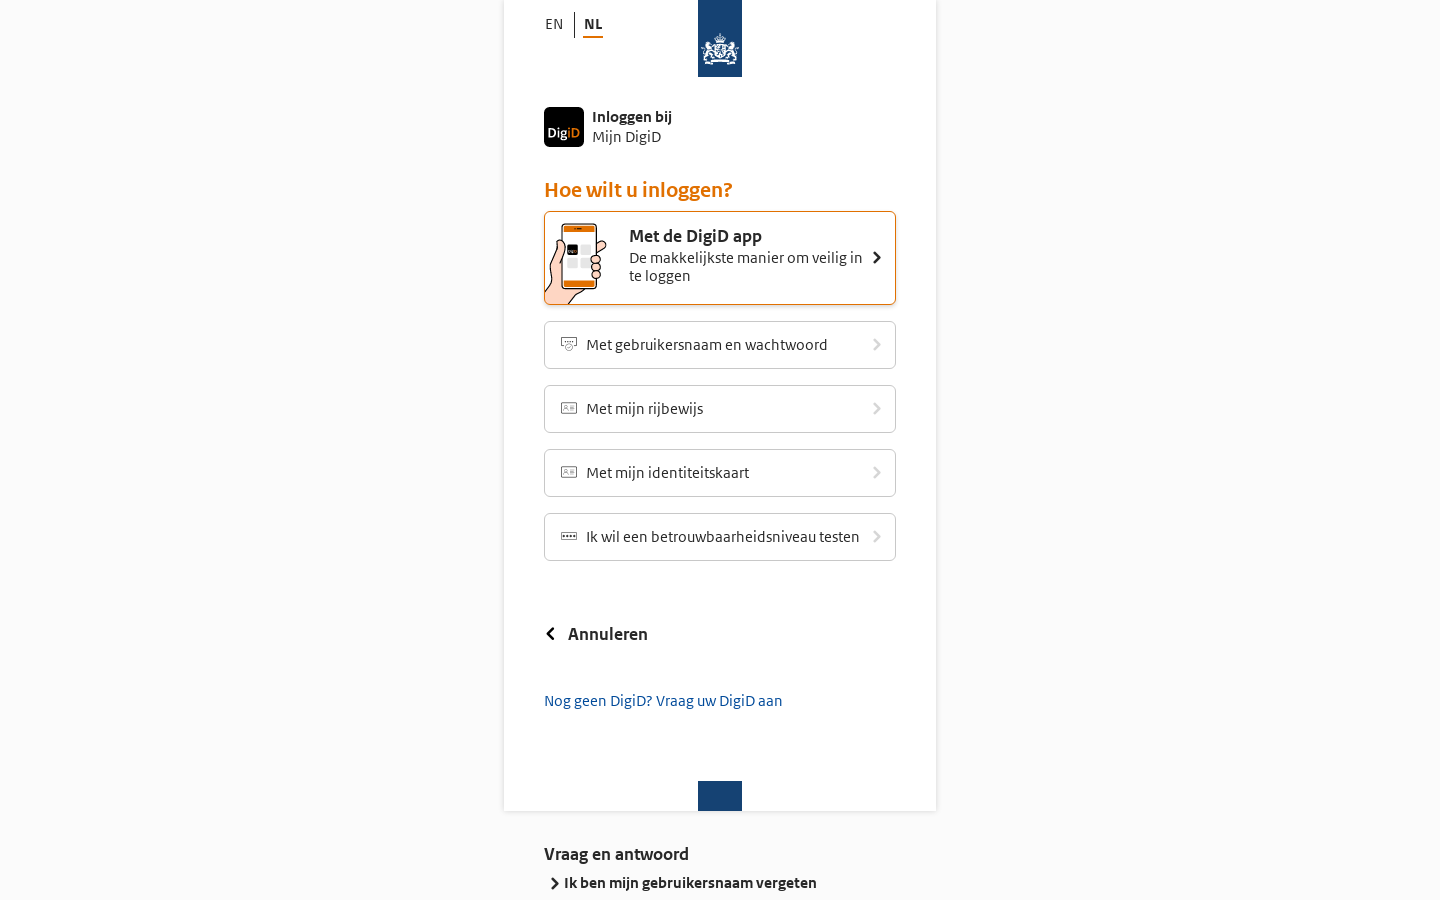 EN
NL
DigiD
Inloggen bij
Mijn DigiD
Hoe wilt u inloggen?
Met de DigiD app
De makkelijkste manier om veilig in
te loggen
Met gebruikersnaam en wachtwoord
Met mijn rijbewijs
Met mijn identiteitskaart
Ik wil een betrouwbaarheidsniveau testen
Annuleren
Nog geen DigiD? Vraag uw DigiD aan
Vraag en antwoord
Ik ben mijn gebruikersnaam vergeten